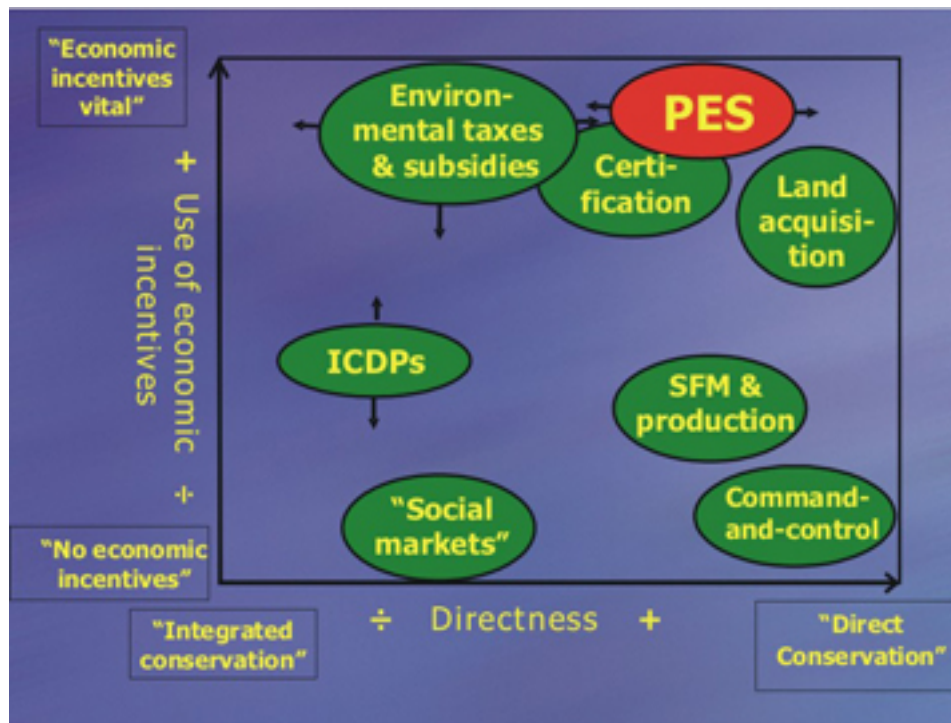 “Economic
incentives
vital”
+
Use of economic
incentives
÷
“No economic
incentives”
Environ-
mental taxes
& subsidies
PES
Certi-
fication
Land
acquisi-
tion
ICDPs
SFM &
production
“Social
markets”
Command-
and-control
“Integrated
conservation”
÷ Directness +
“Direct
Conservation”